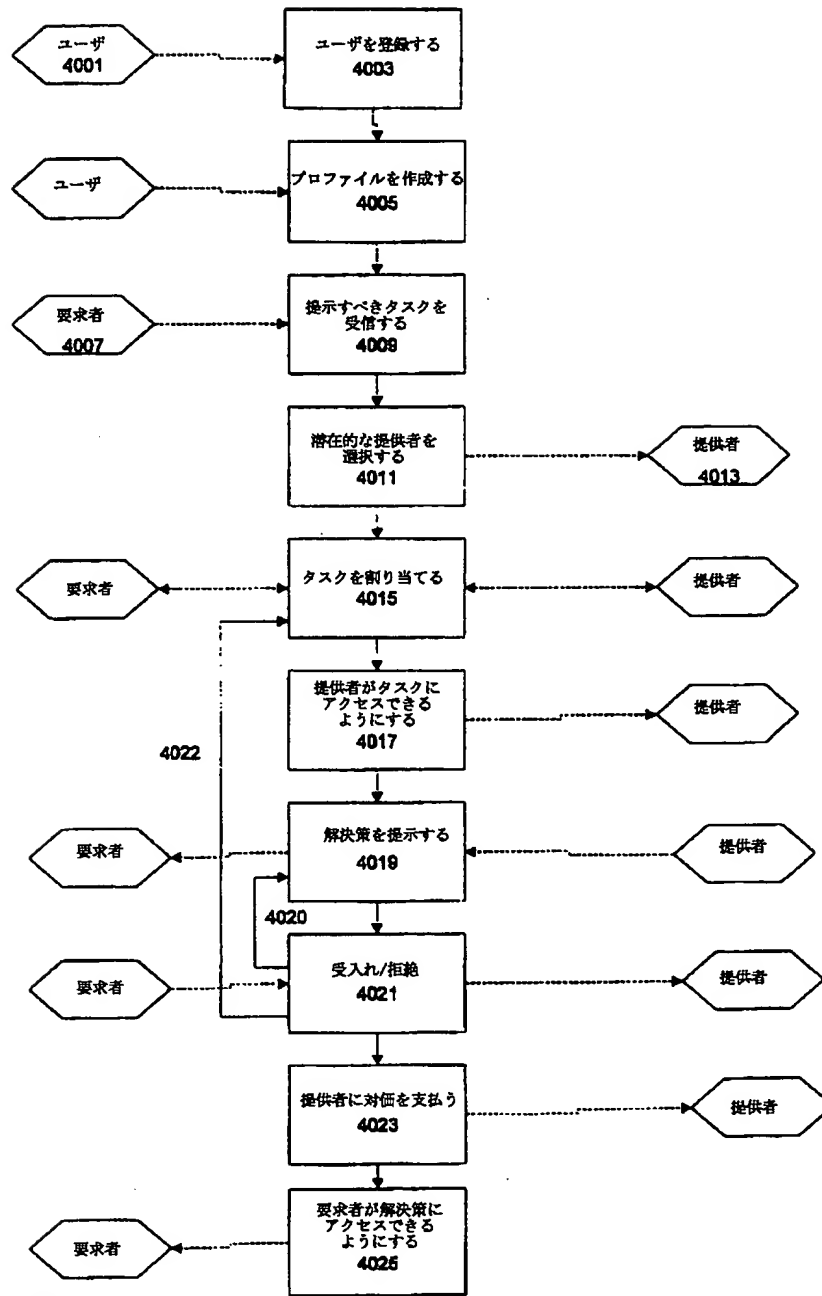 ユーザ
4001
ユーザを登録する
4003
ユーザ
プロファイルを作成する
4005
要求者
4007
提示すべきタスクを
受信する
4009
潜在的な提供者を
選択する
4011
提供者
4013
要求者
タスクを割り当てる
4015
提供者
提供者がタスクに
アクセスできる
ようにする
4017
提供者
4022
要求者
解決策を提示する
4019
提供者
4020
要求者
受入れ/拒絶
4021
提供者
提供者に対価を支払う
4023
提供者
要求者
要求者が解決策に
アクセスできる
ようにする
4025